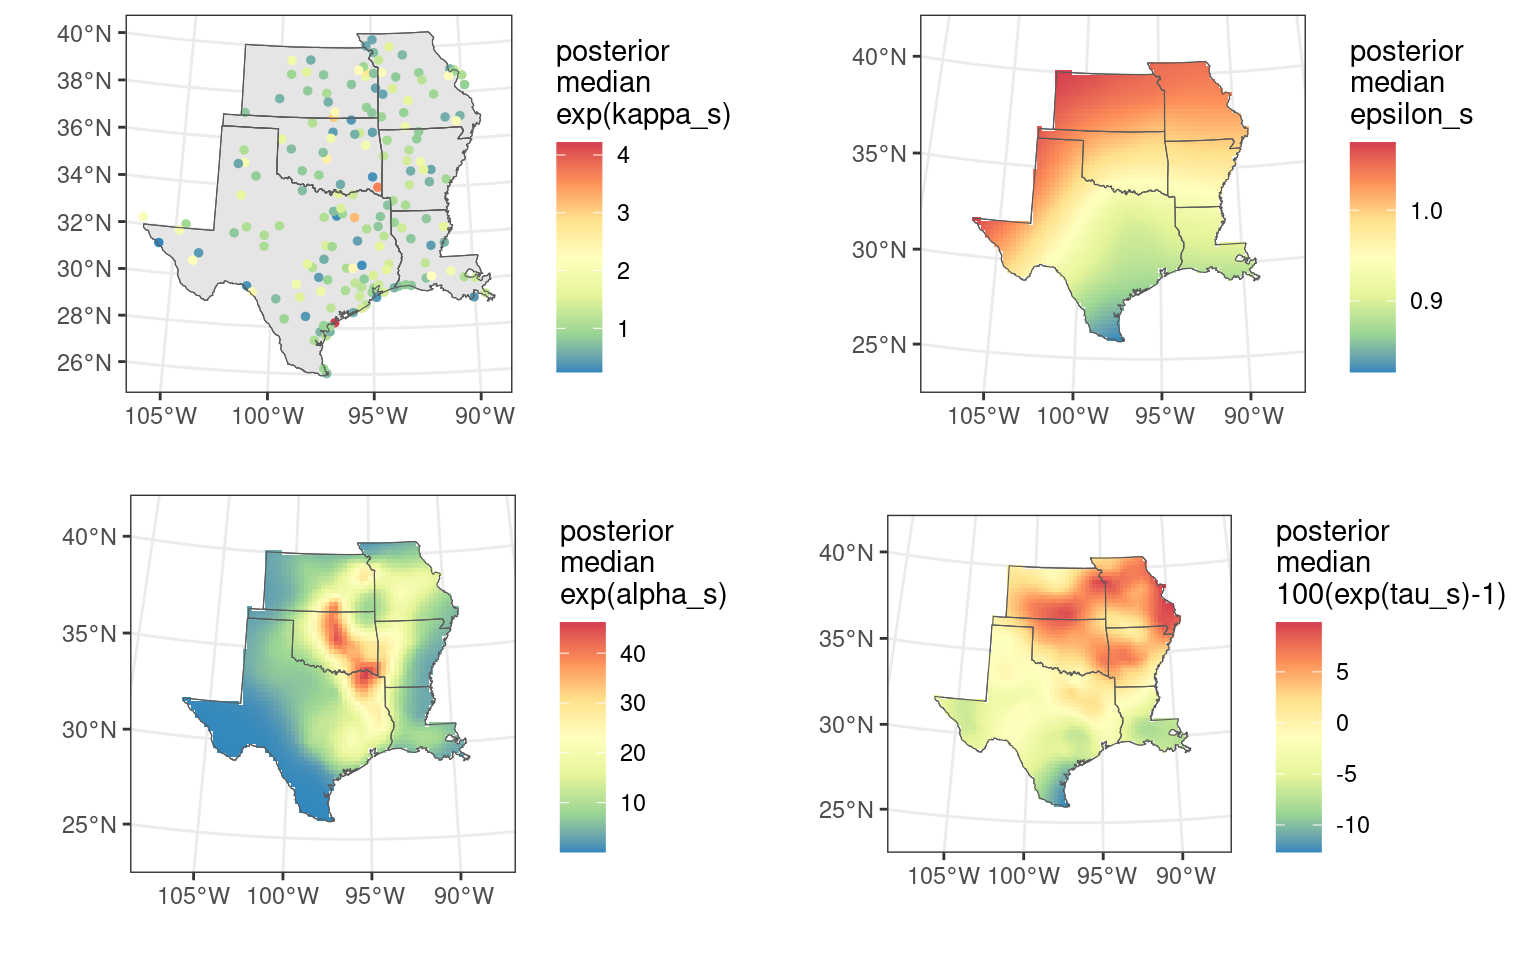 posterior
median
exp(kappa_s)
4
3
2
1
40°N
38°N
36°N
34°N
32°N
30°N
28°N
26°N
105°W 100°W 95°W 90°W
posterior
median
epsilon_s
1.0
0.9
40°N
35°N
30°N
25°N
105°W 100°W 95°W 90°W
posterior
median
exp(alpha_s)
40
30
20
10
40°N
35°N
30°N
25°N
105°W 100°W 95°W 90°W
posterior
median
100(exp(tau_s)-1)
5
0
-5
-10
40°N
35°N
30°N
25°N
105°W 100°W 95°W 90°W